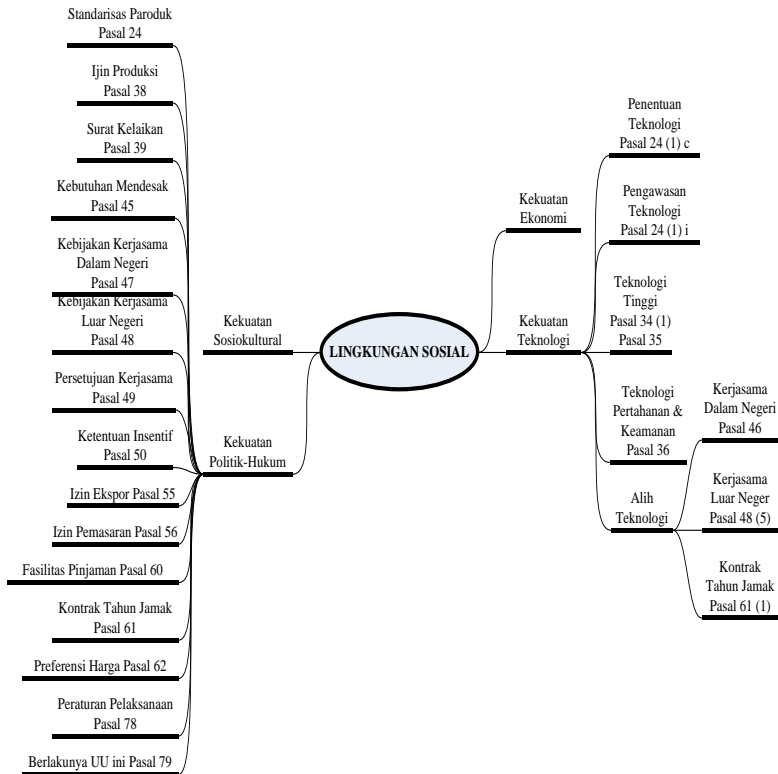 Standarisas Paroduk
Pasal 24
Ijin Produksi
Pasal 38
Surat Kelaikan
Pasal 39
Kebutuhan Mendesak
Pasal 45
Kebijakan Kerjasama
Dalam Negeri
Pasal 47
Kebijakan Kerjasama
Luar Negeri
Pasal 48
Persetujuan Kerjasama
Pasal 49
Ketentuan Insentif
Pasal 50
Izin Ekspor Pasal 55
Izin Pemasaran Pasal 56
Fasilitas Pinjaman Pasal 60
Kontrak Tahun Jamak
Pasal 61
Preferensi Harga Pasal 62
Peraturan Pelaksanaan
Pasal 78
Berlakunya UU ini Pasal 79
Kekuatan
Sosiokultural
Kekuatan
Politik-Hukum
LINGKUNGAN SOSIAL
Kekuatan
Ekonomi
Kekuatan
Teknologi
Penentuan
Teknologi
Pasal 24 (1) c
Pengawasan
Teknologi
Pasal 24 (1) i
Teknologi
Tinggi
Pasal 34 (1)
Pasal 35
Teknologi
Pertahanan &
Keamanan
Pasal 36
Alih
Teknologi
Kerjasama
Dalam Negeri
Pasal 46
Kerjasama
Luar Neger
Pasal 48 (5)
Kontrak
Tahun Jamak
Pasal 61 (1)